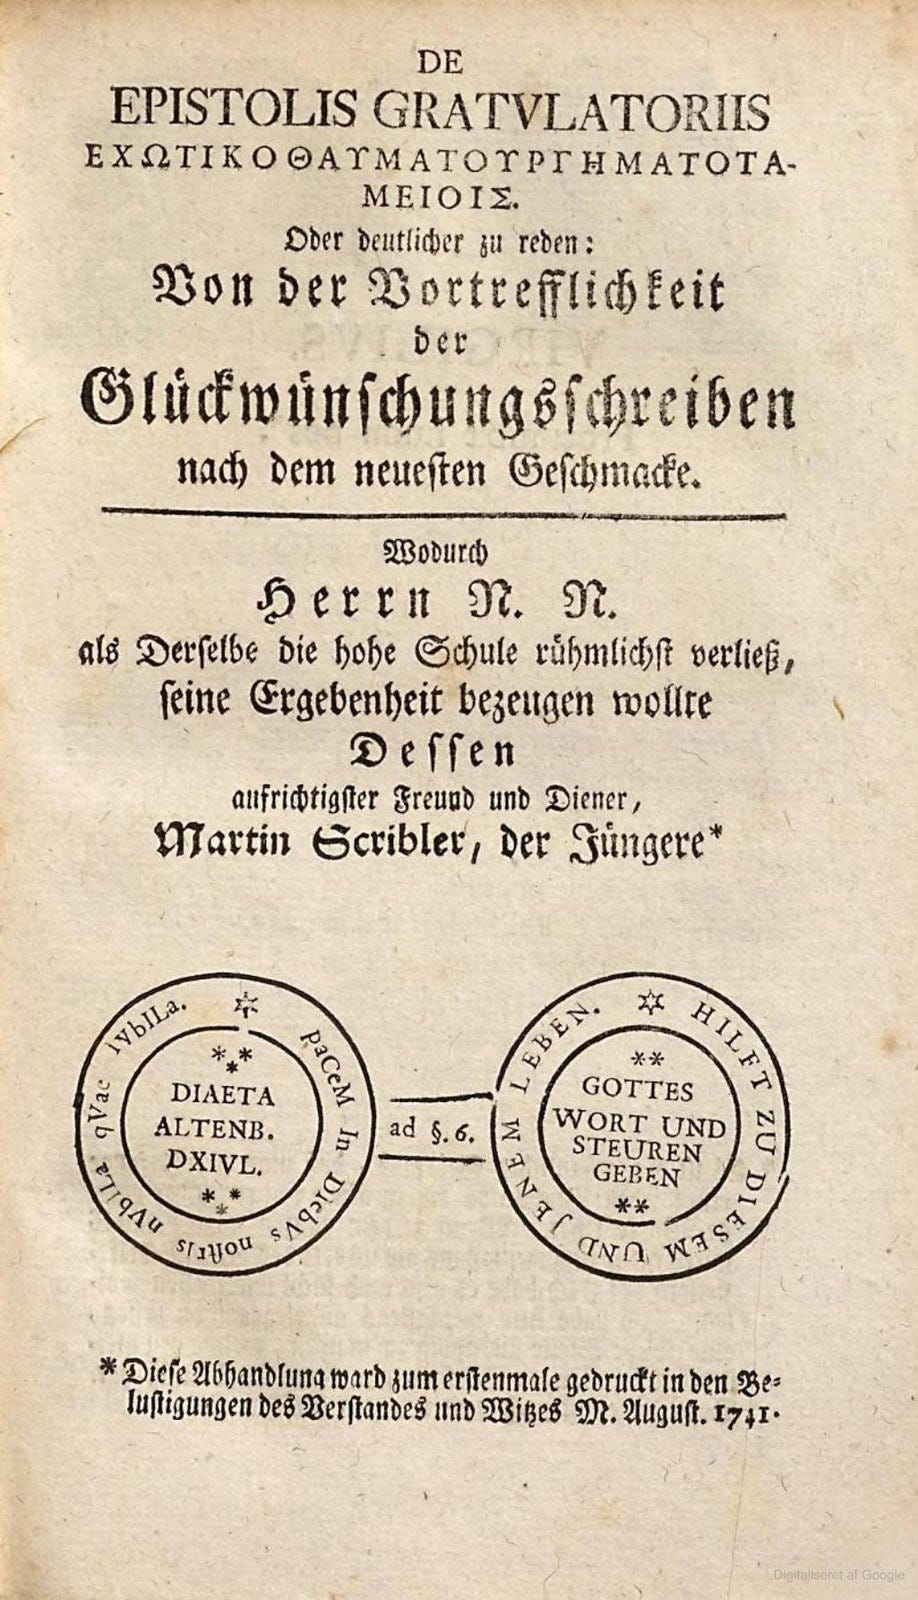 DE
EPISTOLIS GRATVLATORIIS
ΕΧΩΤΙΚΟΘΑΥΜΑΤΟΥΡΓΗΜΑΤΟΤΑ-
ΜΕΙΟΙΣ.
Oder deutlicher zu reden:
Von der Vortrefflichkeit
der
Glückwünschungsschreiben
nach dem neuesten Geschmacke.
Wodurch
Herrn N. N.
als Derselbe die hohe Schule rühmlichst verließ,
seine Ergebenheit bezeugen wollte
Dessen
aufrichtigster Freund und Diener,
Martin Scribler, der Jüngere*
paCeM In DIebVs noſtrIs nVbILa qVae IVbILa.
DIAETA
ALTENB.
DXIVL.
ad §. 6.
HILFT ZU DIESEM UND JENEM LEBEN.
GOTTES
WORT UND
STEUREN
GEBEN
* Diese Abhandlung ward zum erstenmale gedruckt in den Be-
lustigungen des Verstandes und Witzes M. August. 1741.
Digitaliseret af Google